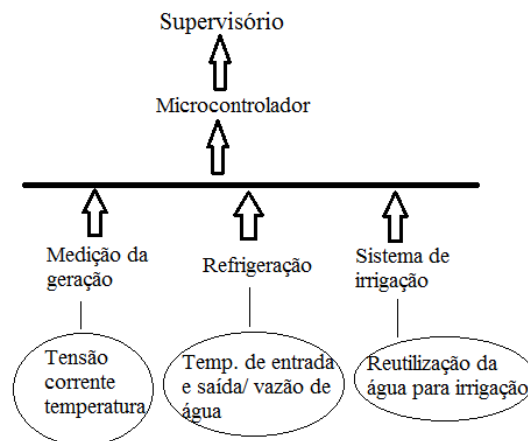 Supervisório
Microcontrolador
Medição da
geração
Refrigeração
Sistema de
irrigação
Tensão
corrente
temperatura
Temp. de entrada
e saída/ vazão de
água
Reutilização da
água para irrigação